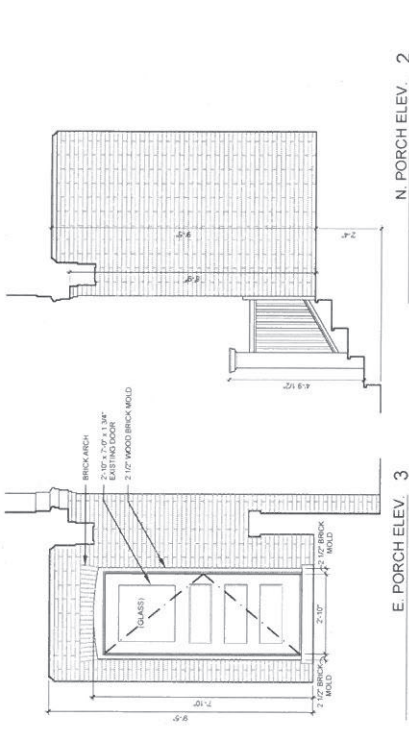 BRICK ARCH
2'-10" x 7'-0" x 1 3/4"
EXISTING DOOR
2 1/2" WOOD BRICK MOLD
(GLASS)
9'-5"
7'-10"
2 1/2" BRICK
MOLD
2'-10"
2 1/2" BRICK
MOLD
E. PORCH ELEV. 3
9'-5"
2'-4"
4'-9 1/2"
N. PORCH ELEV. 2